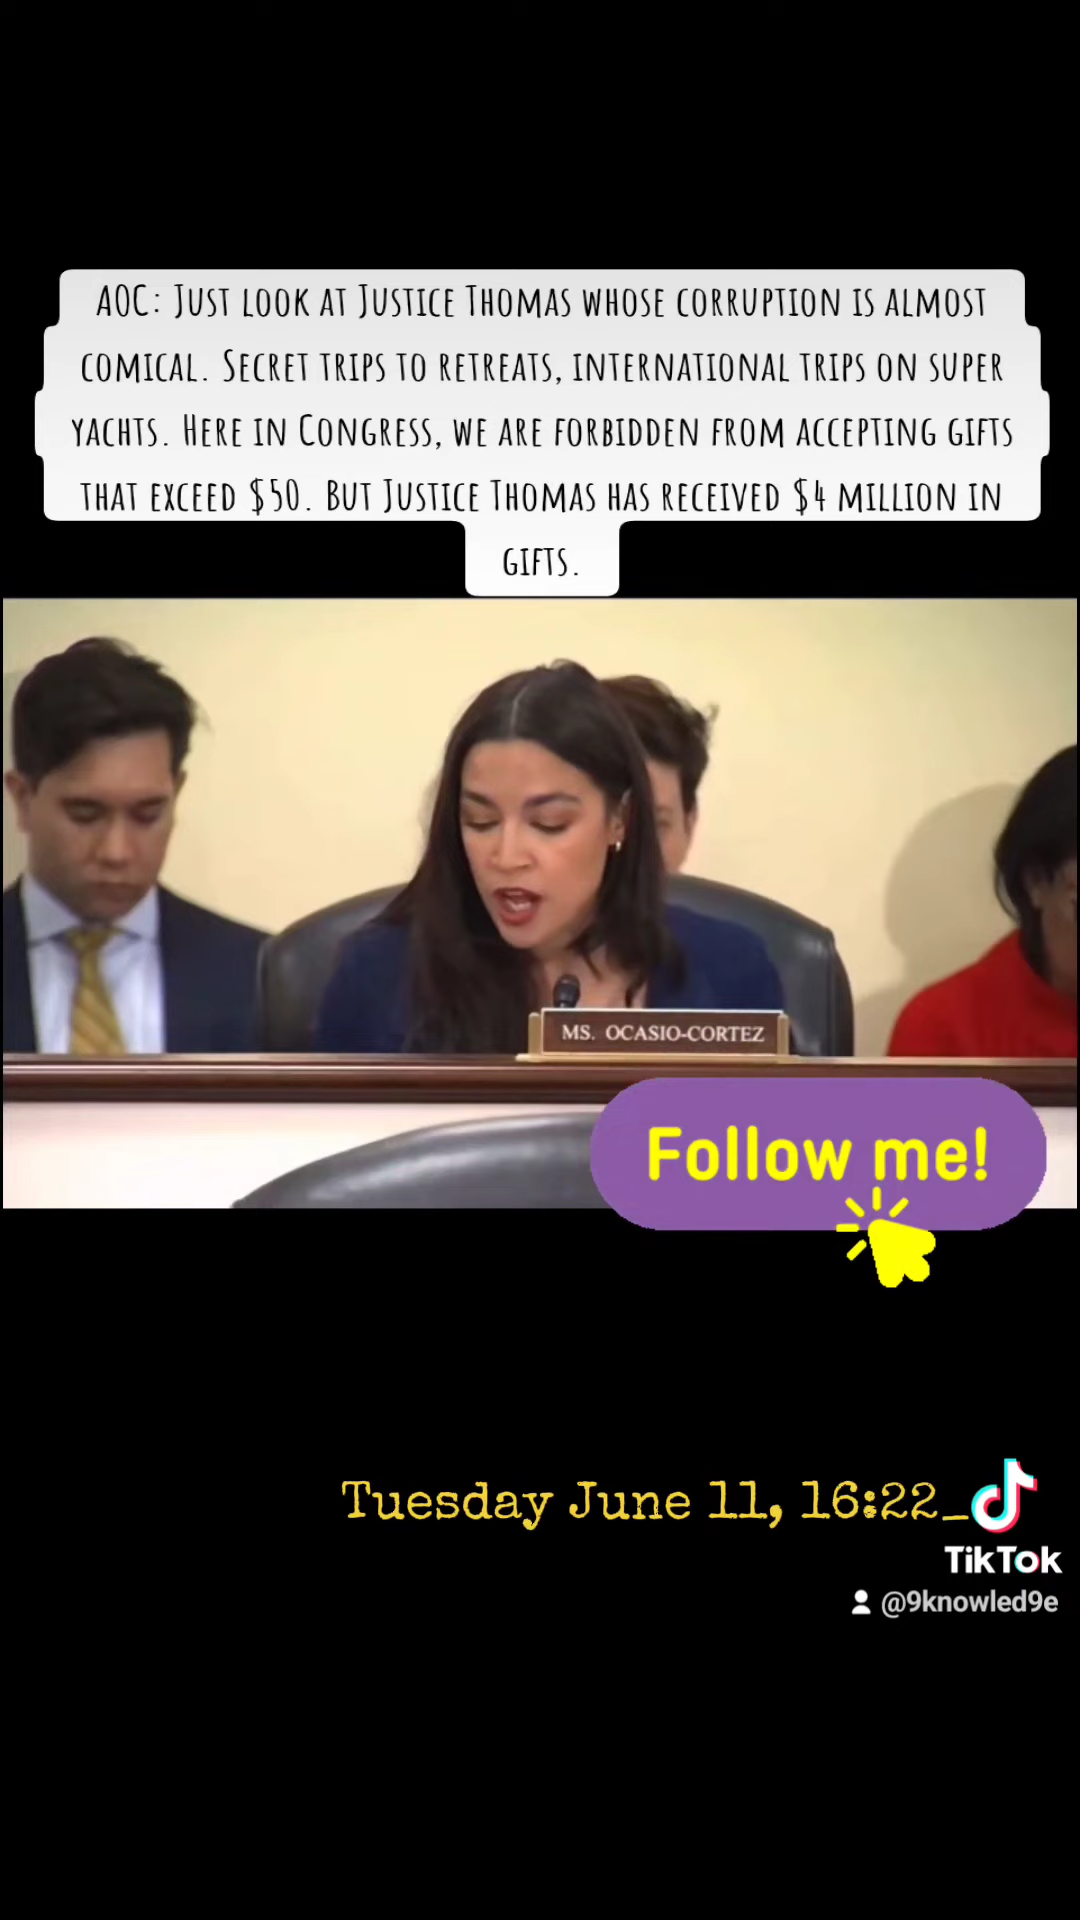 AOC: Just look at Justice Thomas whose corruption is almost
comical. Secret trips to retreats, international trips on super
yachts. Here in Congress, we are forbidden from accepting gifts
that exceed $50. But Justice Thomas has received $4 million in
gifts.
MS. OCASIO-CORTEZ
Follow me!
Tuesday June 11, 16:22_
TikTok
@9knowled9e